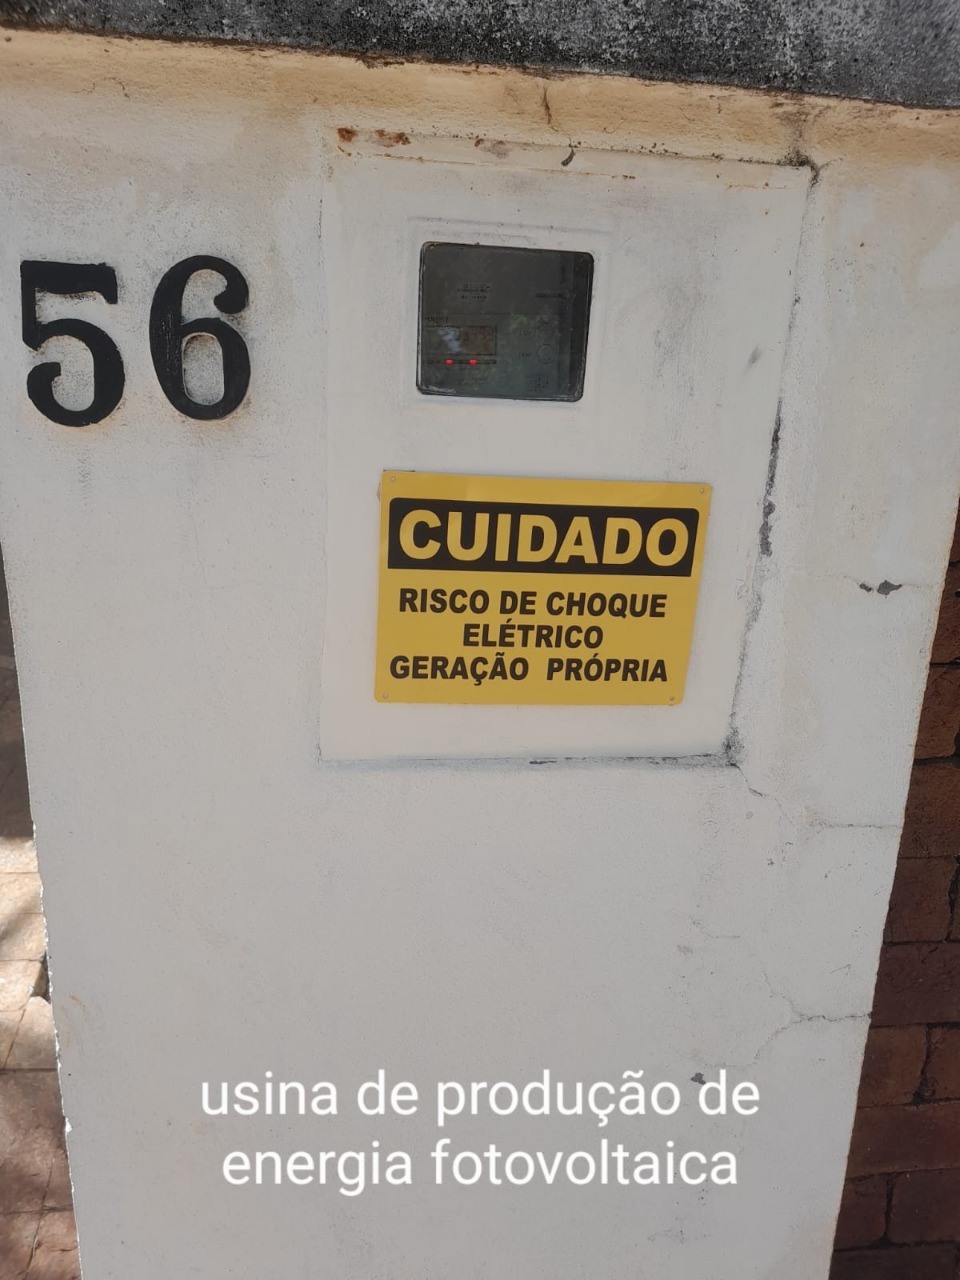 56
CUIDADO
RISCO DE CHOQUE
ELÉTRICO
GERAÇÃO PRÓPRIA
usina de produção de
energia fotovoltaica